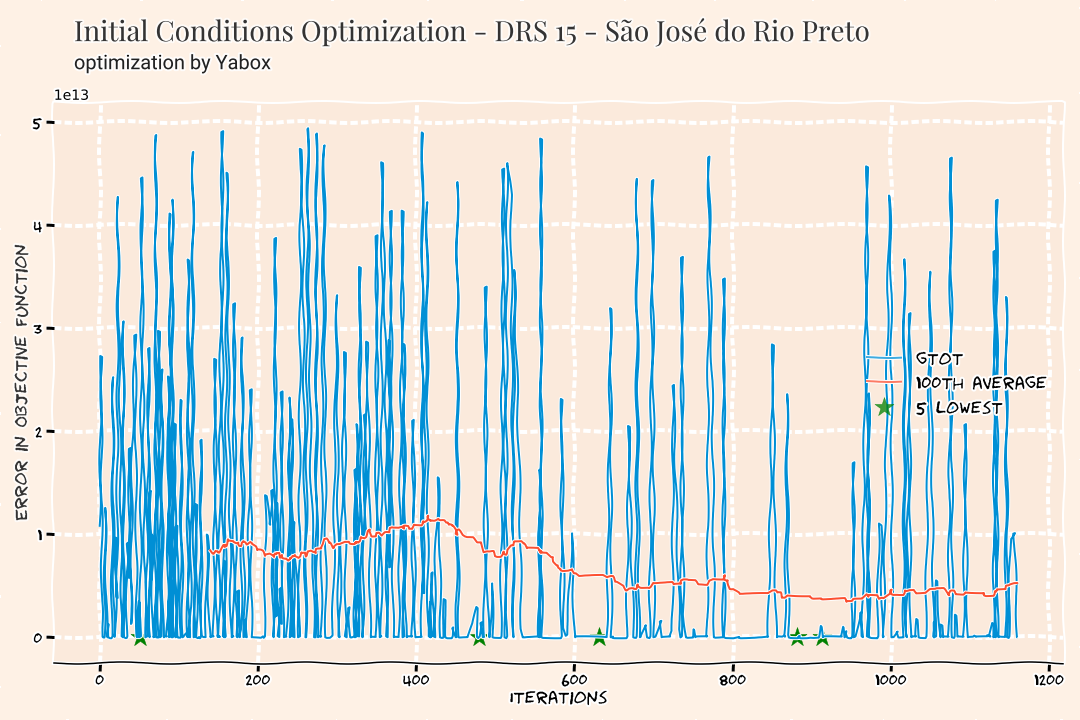 Initial Conditions Optimization - DRS 15 - São José do Rio Preto
optimization by Yabox
1e13
5
4
3
2
1
0
ERROR IN OBJECTIVE FUNCTION
GTOT
100TH AVERAGE
5 LOWEST
0 200 400 600 800 1000 1200
ITERATIONS